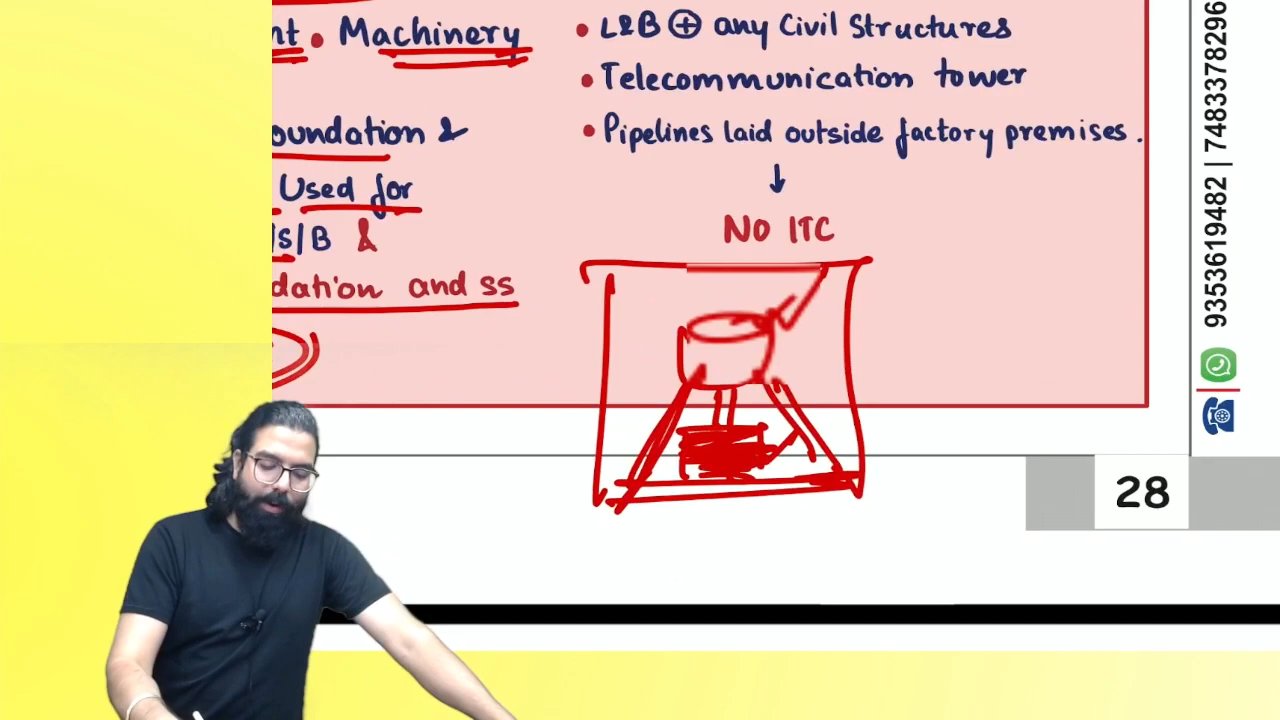 nt • Machinery
oundation &
Used for
/S/B &
dation and ss
• L&B ⊕ any Civil Structures
• Telecommunication tower
• Pipelines laid outside factory premises.
↓
NO ITC
28
9353619482 | 7483378296